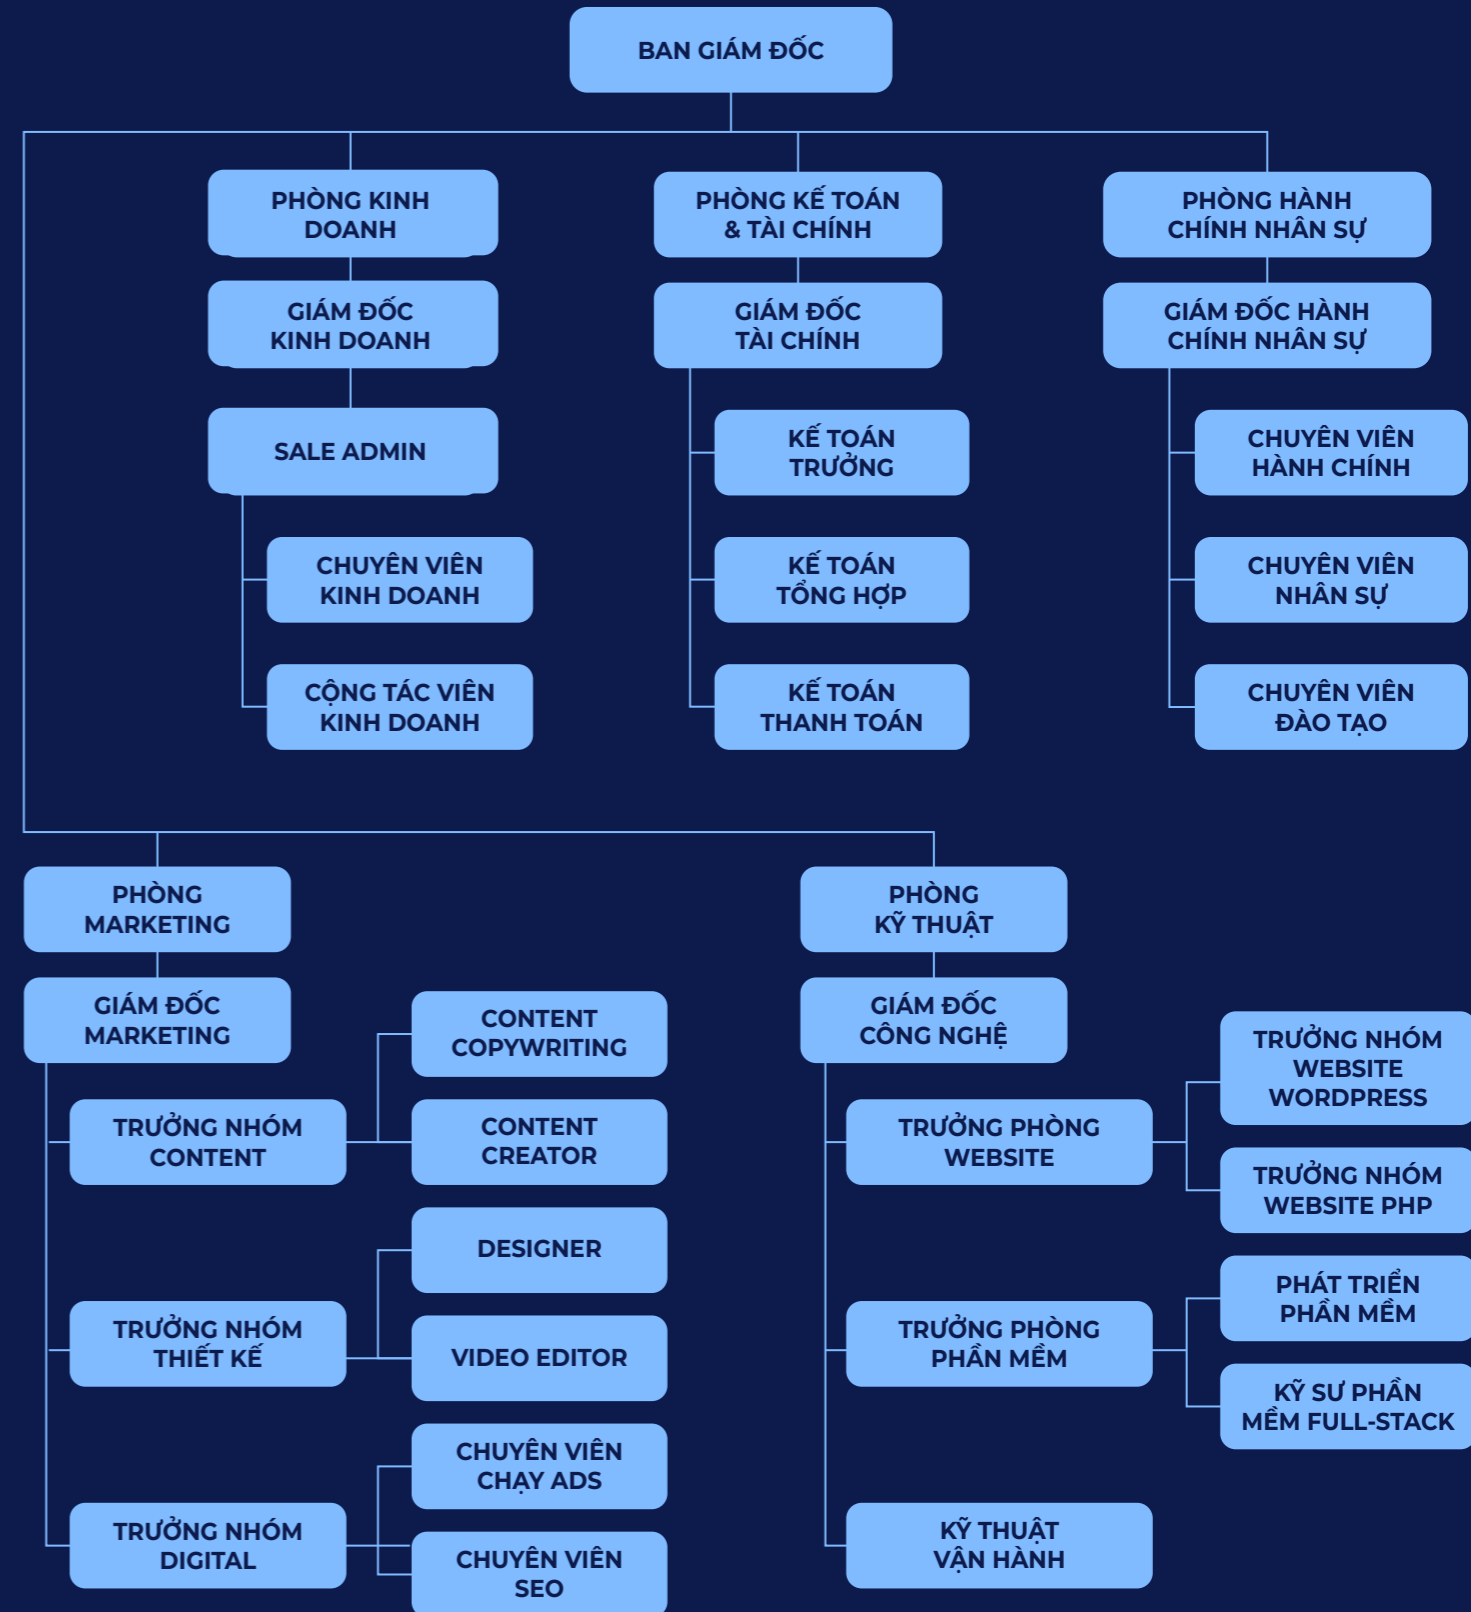 BAN GIÁM ĐỐC
PHÒNG KINH
DOANH
GIÁM ĐỐC
KINH DOANH
SALE ADMIN
CHUYÊN VIÊN
KINH DOANH
CỘNG TÁC VIÊN
KINH DOANH
PHÒNG KẾ TOÁN
& TÀI CHÍNH
GIÁM ĐỐC
TÀI CHÍNH
KẾ TOÁN
TRƯỞNG
KẾ TOÁN
TỔNG HỢP
KẾ TOÁN
THANH TOÁN
PHÒNG HÀNH
CHÍNH NHÂN SỰ
GIÁM ĐỐC HÀNH
CHÍNH NHÂN SỰ
CHUYÊN VIÊN
HÀNH CHÍNH
CHUYÊN VIÊN
NHÂN SỰ
CHUYÊN VIÊN
ĐÀO TẠO
PHÒNG
MARKETING
GIÁM ĐỐC
MARKETING
TRƯỞNG NHÓM
CONTENT
CONTENT
COPYWRITING
CONTENT
CREATOR
TRƯỞNG NHÓM
THIẾT KẾ
DESIGNER
VIDEO EDITOR
TRƯỞNG NHÓM
DIGITAL
CHUYÊN VIÊN
CHẠY ADS
CHUYÊN VIÊN
SEO
PHÒNG
KỸ THUẬT
GIÁM ĐỐC
CÔNG NGHỆ
TRƯỞNG PHÒNG
WEBSITE
TRƯỞNG NHÓM
WEBSITE
WORDPRESS
TRƯỞNG NHÓM
WEBSITE PHP
TRƯỞNG PHÒNG
PHẦN MỀM
PHÁT TRIỂN
PHẦN MỀM
KỸ SƯ PHẦN
MỀM FULL-STACK
KỸ THUẬT
VẬN HÀNH